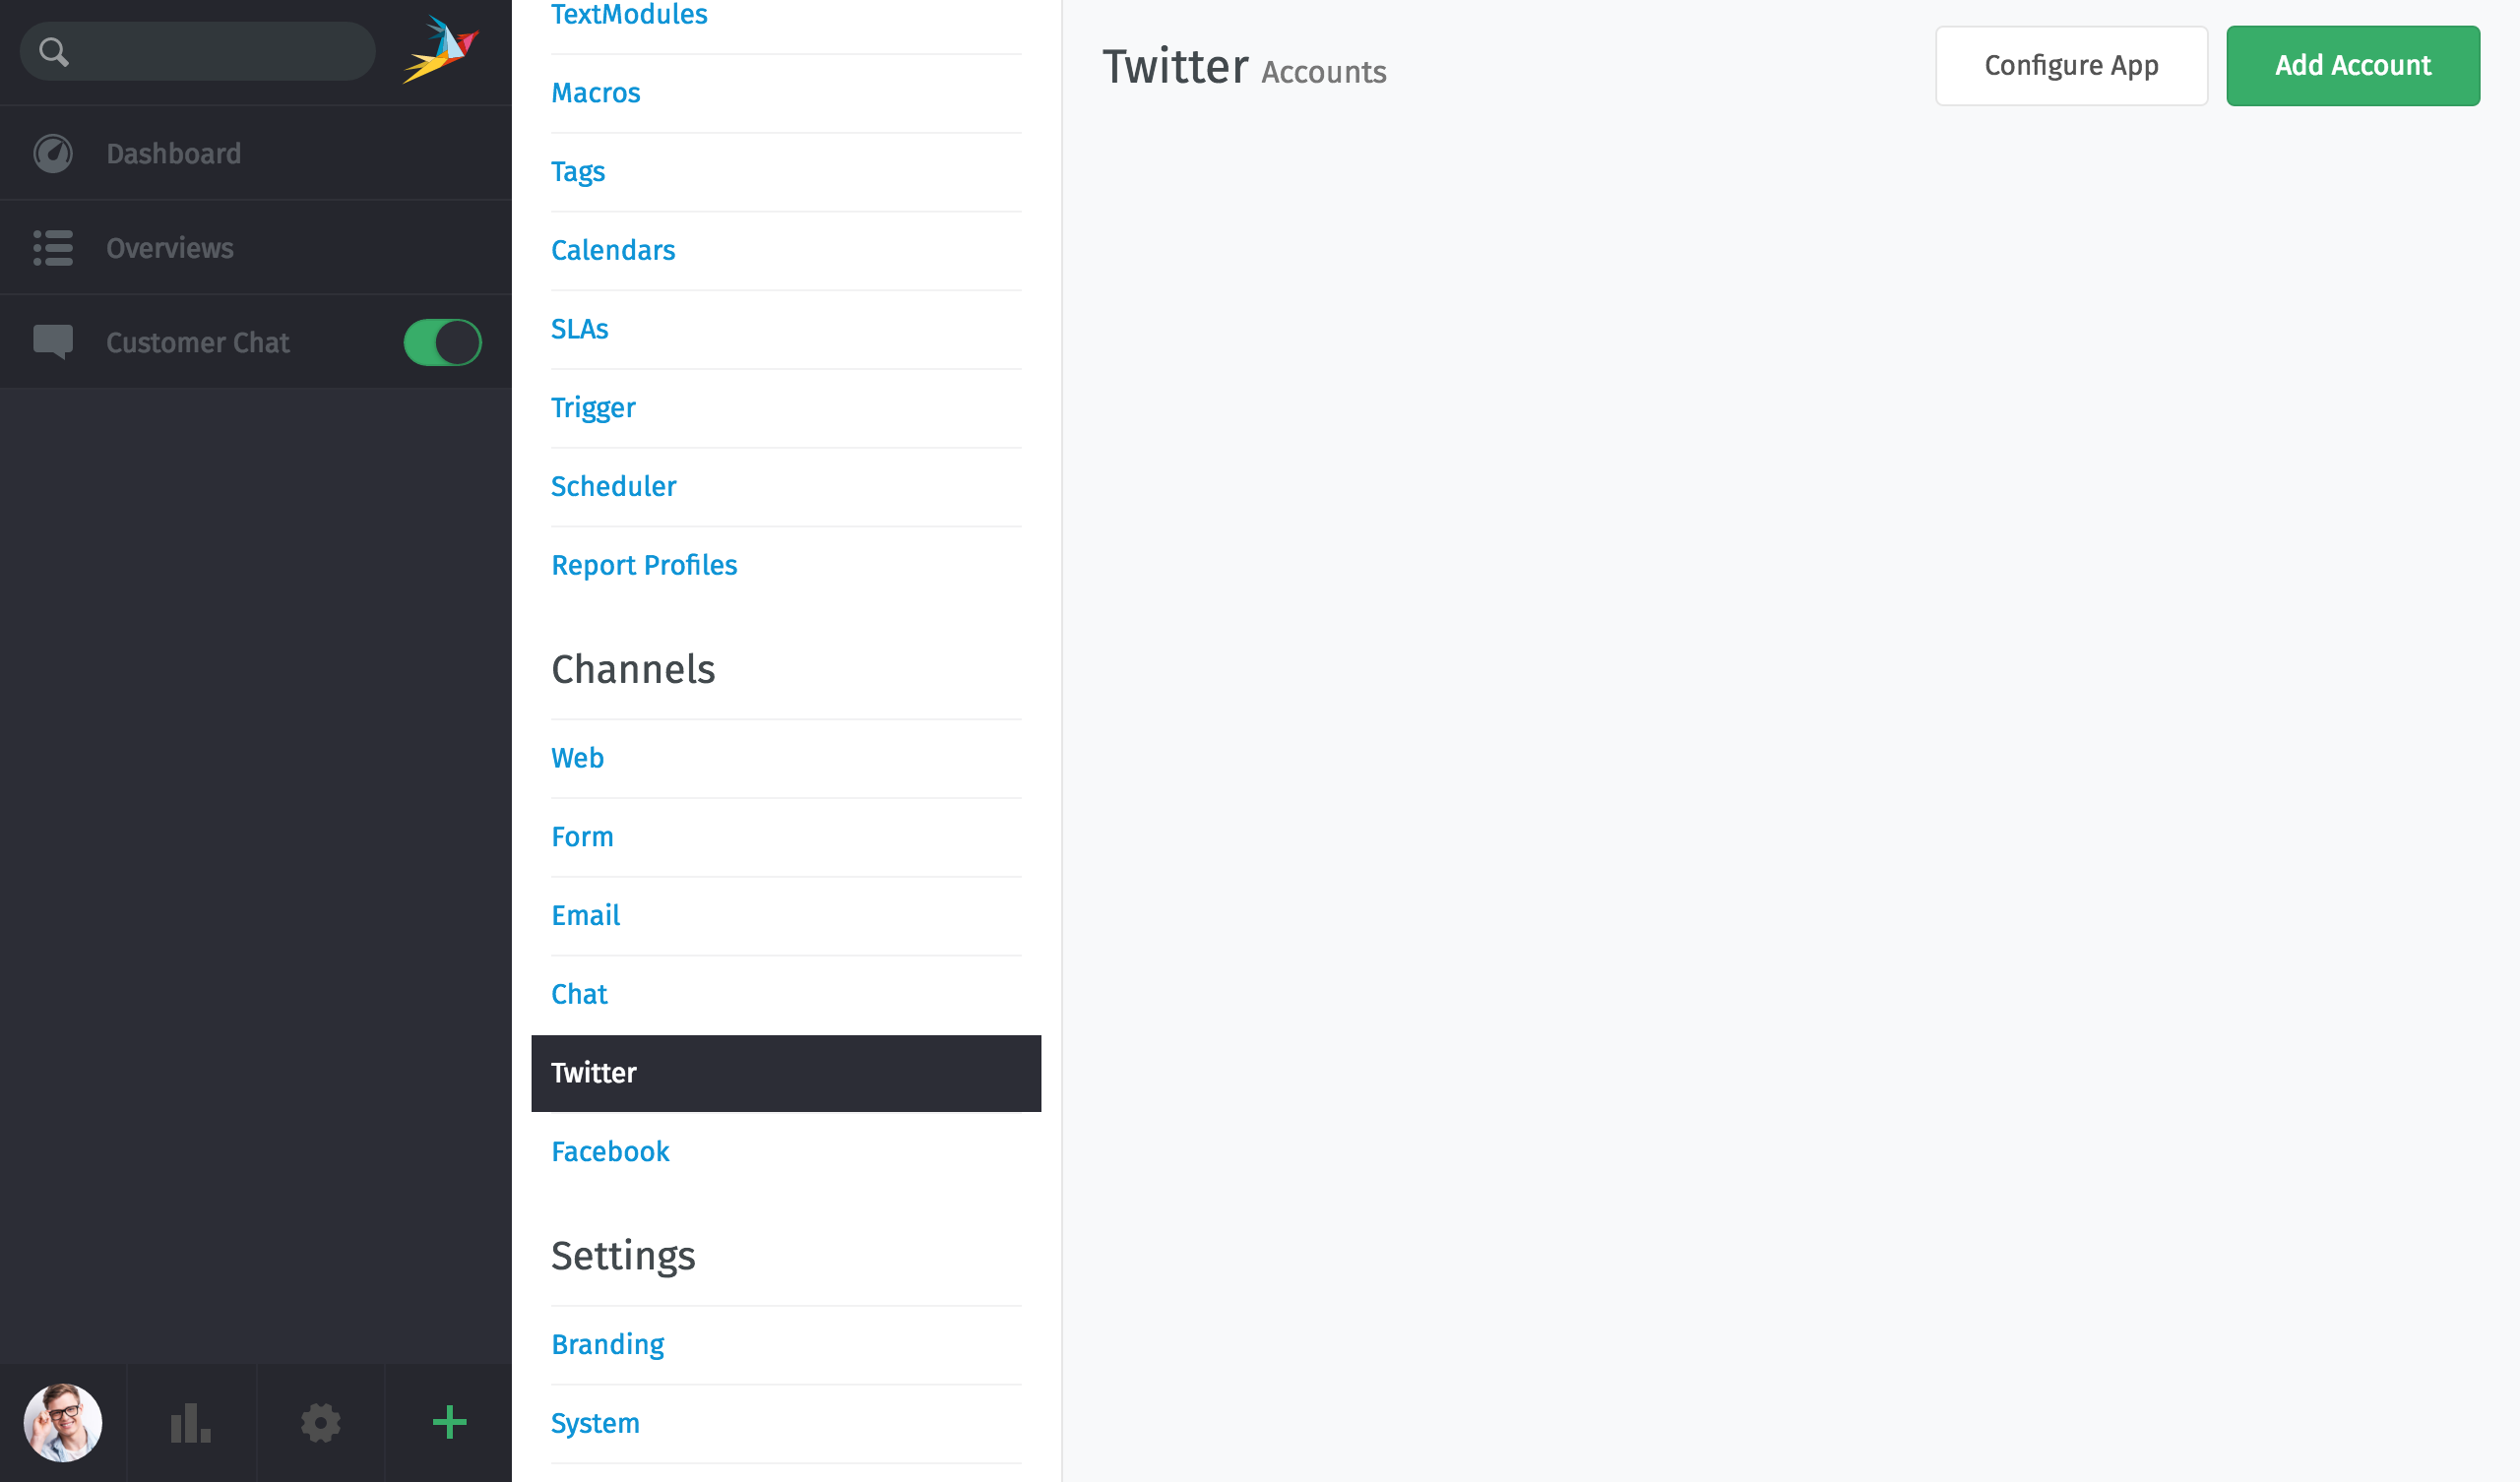 Dashboard
Overviews
Customer Chat
TextModules
Macros
Tags
Calendars
SLAs
Trigger
Scheduler
Report Profiles
Channels
Web
Form
Email
Chat
Twitter
Facebook
Settings
Branding
System
Twitter Accounts
Configure App
Add Account